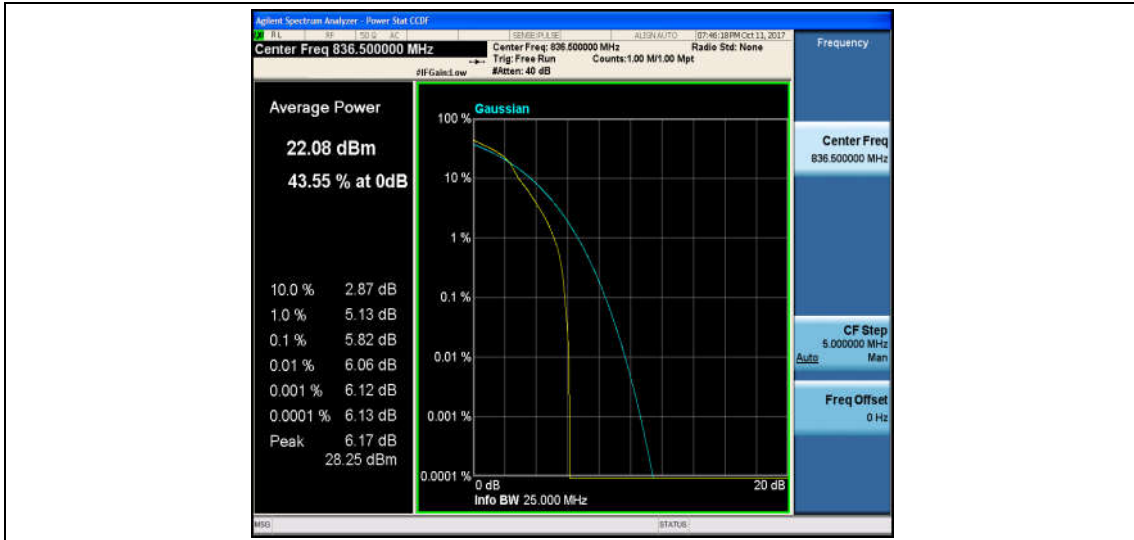 Agilent Spectrum Analyzer - Power Stat CCDF
RL RF 50 Ω AC SENSE:PULSE ALIGN AUTO 07:46:18 PM Oct 11, 2017
Center Freq 836.500000 MHz
Center Freq: 836.500000 MHz Radio Std: None
Trig: Free Run Counts:1.00 M/1.00 Mpt
#IFGain:Low #Atten: 40 dB
Frequency
Average Power
22.08 dBm
43.55 % at 0dB
10.0 % 2.87 dB
1.0 % 5.13 dB
0.1 % 5.82 dB
0.01 % 6.06 dB
0.001 % 6.12 dB
0.0001 % 6.13 dB
Peak 6.17 dB
28.25 dBm
Gaussian
100 %
10 %
1 %
0.1 %
0.01 %
0.001 %
0.0001 %
0 dB 20 dB
Info BW 25.000 MHz
Center Freq
836.500000 MHz
CF Step
5.000000 MHz
Auto Man
Freq Offset
0 Hz
MSG STATUS